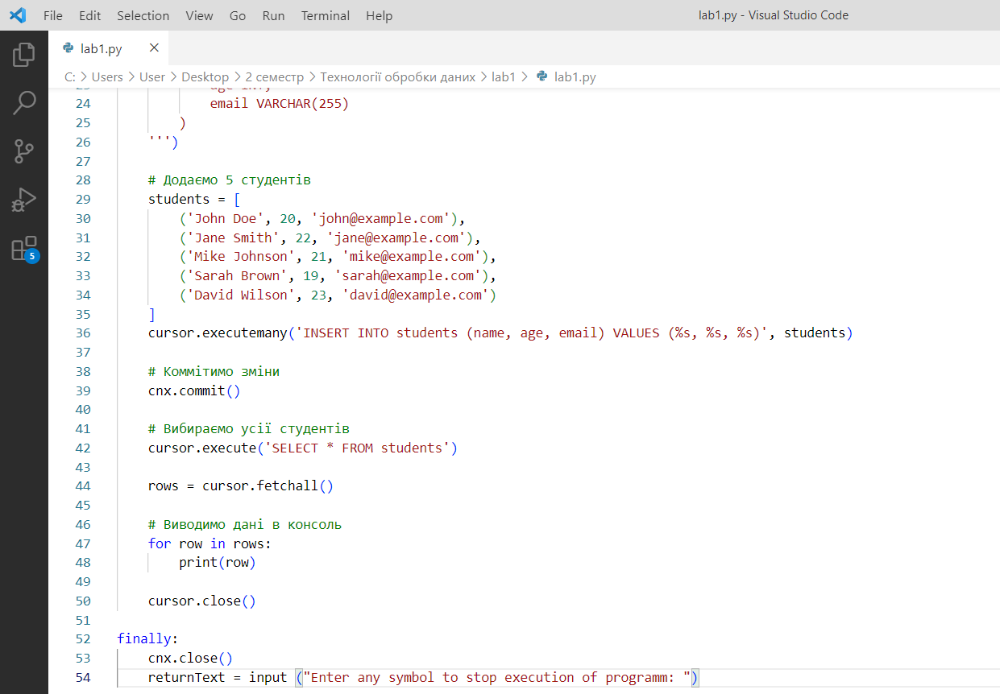 File Edit Selection View Go Run Terminal Help lab1.py - Visual Studio Code
lab1.py ×
C: > Users > User > Desktop > 2 семестр > Технології обробки даних > lab1 > lab1.py
24 email VARCHAR(255)
25 )
26 ''')
27
28 # Додаємо 5 студентів
29 students = [
30 ('John Doe', 20, 'john@example.com'),
31 ('Jane Smith', 22, 'jane@example.com'),
32 ('Mike Johnson', 21, 'mike@example.com'),
33 ('Sarah Brown', 19, 'sarah@example.com'),
34 ('David Wilson', 23, 'david@example.com')
35 ]
36 cursor.executemany('INSERT INTO students (name, age, email) VALUES (%s, %s, %s)', students)
37
38 # Коммітимо зміни
39 cnx.commit()
40
41 # Вибираємо усії студентів
42 cursor.execute('SELECT * FROM students')
43
44 rows = cursor.fetchall()
45
46 # Виводимо дані в консоль
47 for row in rows:
48 print(row)
49
50 cursor.close()
51
52 finally:
53 cnx.close()
54 returnText = input ("Enter any symbol to stop execution of programm: ")
5